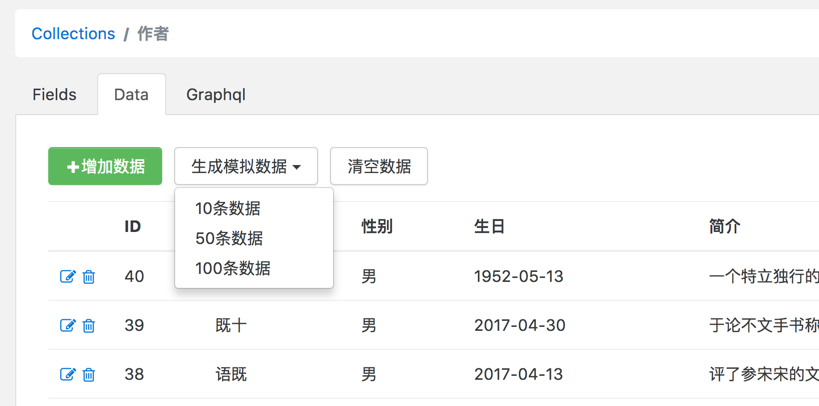 Collections / 作者
Fields Data Graphql
+增加数据 生成模拟数据 清空数据
10条数据
50条数据
100条数据
ID 性别 生日 简介
40 男 1952-05-13 一个特立独行的
39 既十 男 2017-04-30 于论不文手书称
38 语既 男 2017-04-13 评了参宋宋的文